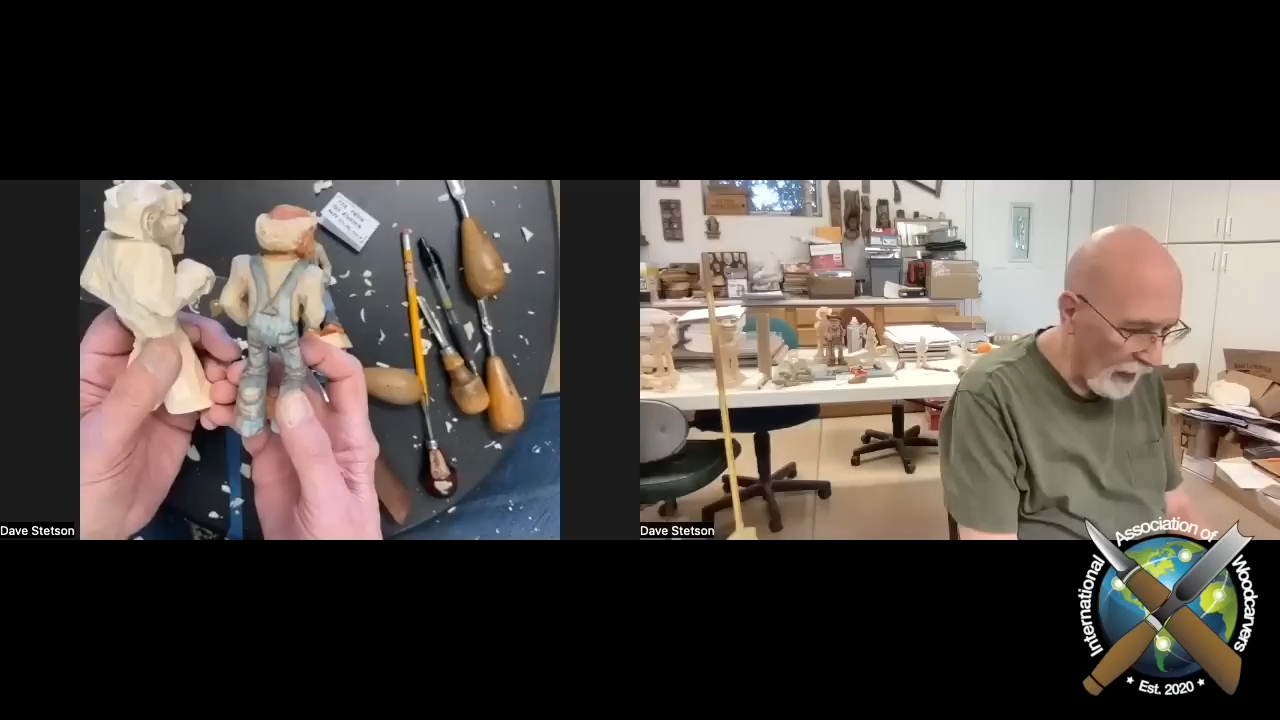 Dave Stetson
Dave Stetson
International Association of Woodcarvers
Est. 2020